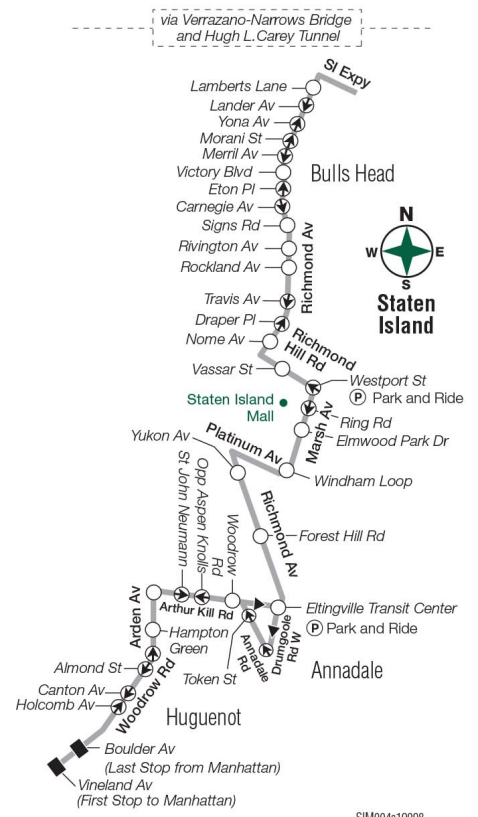 via Verrazano-Narrows Bridge
and Hugh L.Carey Tunnel
SI Expy
Lamberts Lane
Lander Av
Yona Av
Morani St
Merril Av
Victory Blvd
Bulls Head
Eton Pl
Carnegie Av
Signs Rd
Rivington Av
Rockland Av
Richmond Av
N
W
E
S
Staten
Island
Travis Av
Draper Pl
Nome Av
Richmond
Hill Rd
Vassar St
Westport St
P Park and Ride
Staten Island
Mall
Marsh Av
Ring Rd
Elmwood Park Dr
Yukon Av
Platinum Av
Windham Loop
St John Neumann
Opp Aspen Knolls
Rd
Woodrow
Richmond Av
Forest Hill Rd
Arden Av
Arthur Kill Rd
Eltingville Transit Center
P Park and Ride
Hampton
Green
Token St
Annadale
Rd
Drumgoole
Rd W
Annadale
Almond St
Canton Av
Holcomb Av
Woodrow Rd
Huguenot
Boulder Av
(Last Stop from Manhattan)
Vineland Av
(First Stop to Manhattan)